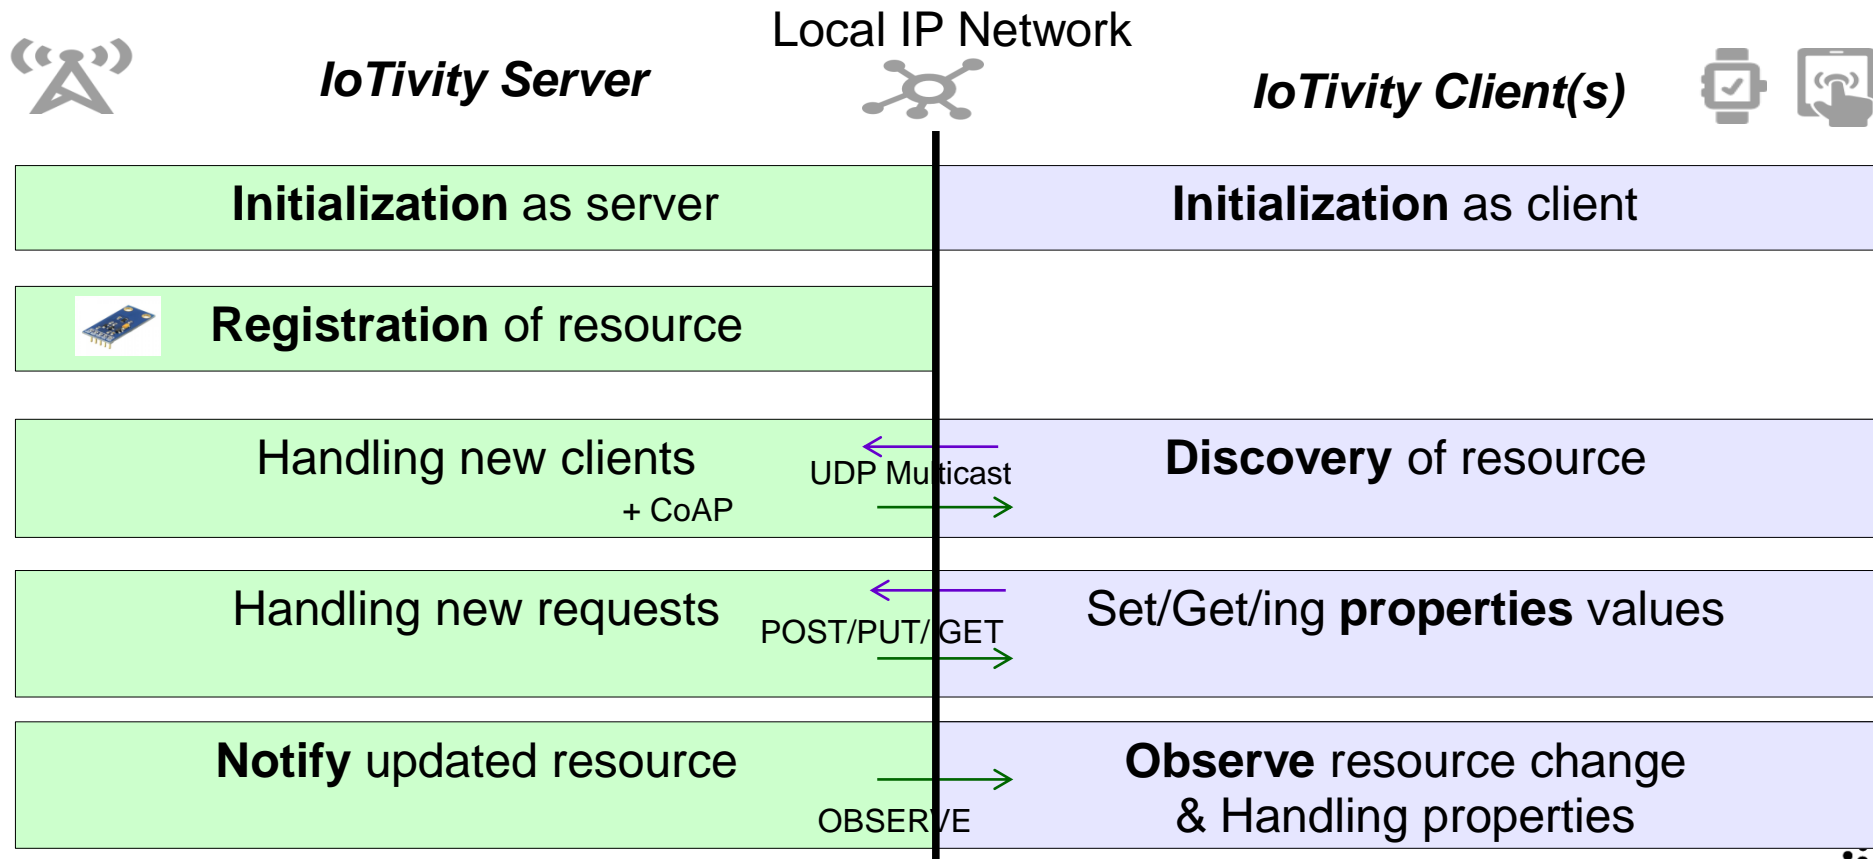 Local IP Network
IoTivity Server
IoTivity Client(s)
Initialization as server
Initialization as client
Registration of resource
Handling new clients
+ CoAP
UDP Multicast
Discovery of resource
Handling new requests
POST/PUT/ GET
Set/Get/ing properties values
Notify updated resource
OBSERVE
Observe resource change
& Handling properties